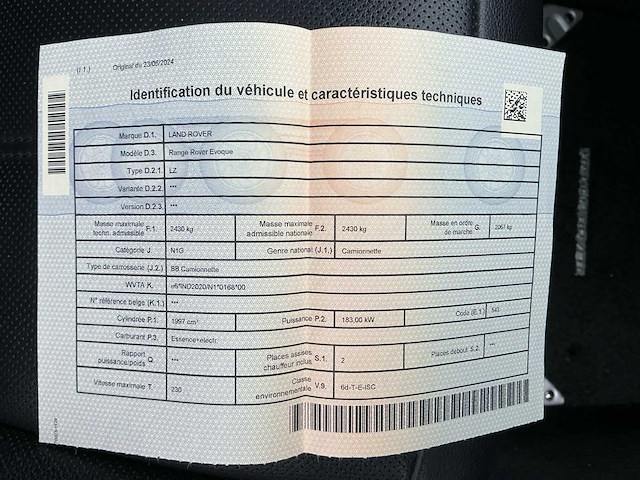 (I 1.) Original du 23/05/2024
Identification du véhicule et caractéristiques techniques
Marque D.1. LAND ROVER
Modèle D.3. Range Rover Evoque
Type D.2.1. LZ
Variante D.2.2. ***
Version D.2.3. ***
Masse maximale techn. admissible F.1. 2430 kg Masse maximale admissible nationale F.2. 2430 kg Masse en ordre de marche G. 2061 kg
Catégorie J. N1G Genre national (J.1.) Camionnette
Type de carrosserie (J.2.) BB Camionnette
WVTA K. e6*IND2020/N1*0168*00
N° référence belge (K.1.) ***
Cylindrée P.1. 1997 cm³ Puissance P.2. 183,00 kW Code (E.1.) 543
Carburant P.3. Essence+électr.
Rapport puissance/poids Q. *** Places assises chauffeur inclus S.1. 2 Places debout S.2. ***
Vitesse maximale T. 230 Classe environnementale V.9. 6d-T-E-ISC